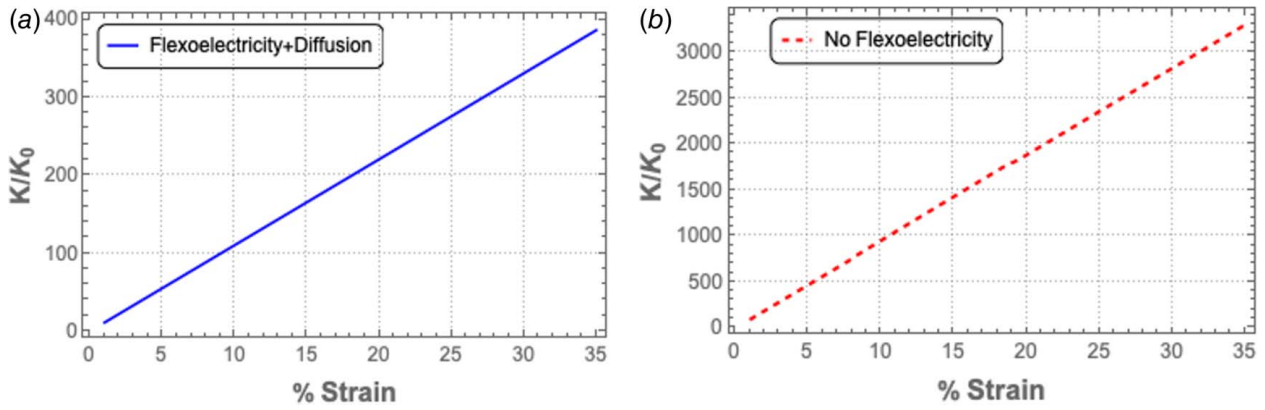 (a)
Flexoelectricity+Diffusion
K/K0
400
300
200
100
0
0 5 10 15 20 25 30 35
% Strain
(b)
No Flexoelectricity
K/K0
3000
2500
2000
1500
1000
500
0
0 5 10 15 20 25 30 35
% Strain